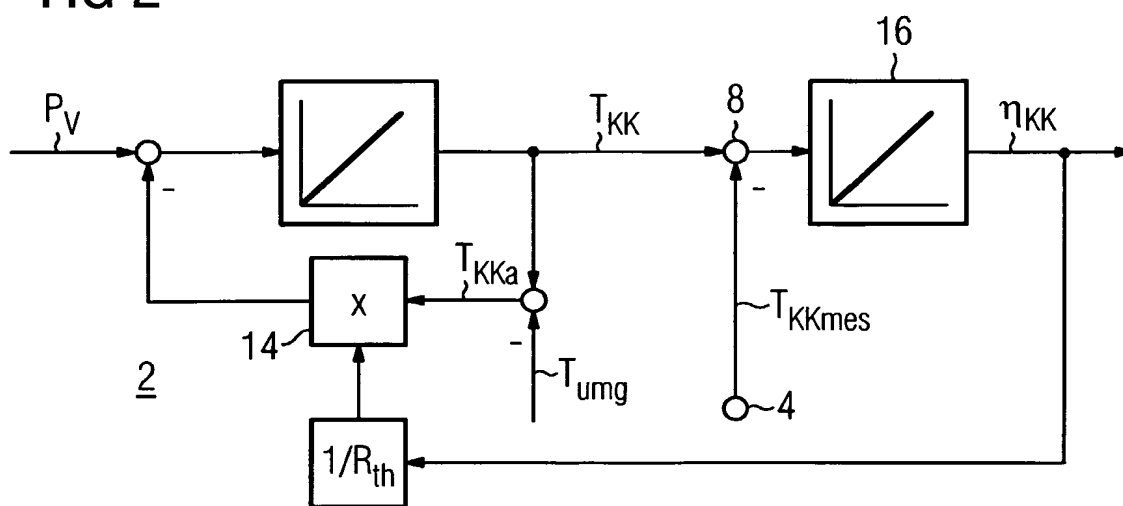 FIG 2
16
P_V
T_KK
8
η_KK
-
-
T_KKa
x
14
-
T_KKmes
2
T_umg
4
1/R_th